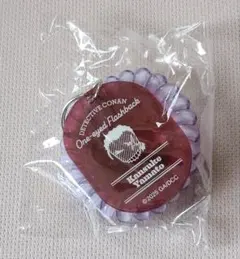 DETECTIVE CONAN
One-eyed Flashback
Kansuke
Yamato
©2025 GA/DCC